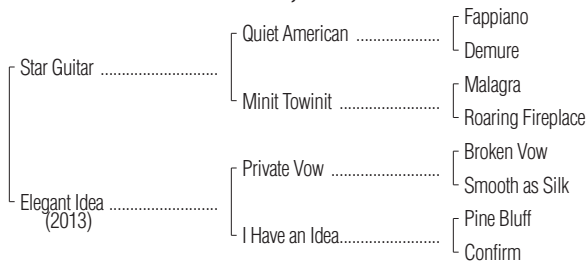 Fappiano
Quiet American ..................
Demure
Star Guitar .........................
Malagra
Minit Towinit ......................
Roaring Fireplace
Broken Vow
Private Vow ........................
Smooth as Silk
Elegant Idea .......................
(2013)
Pine Bluff
I Have an Idea......................
Confirm